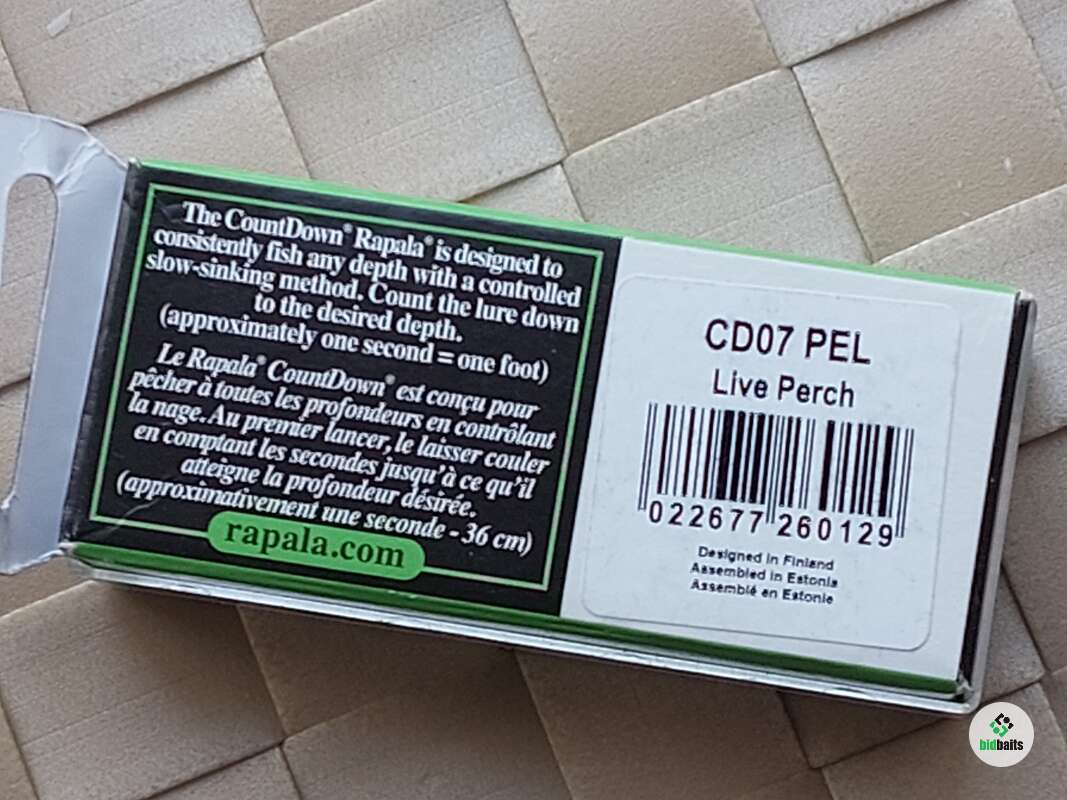 The CountDown® Rapala® is designed to
consistently fish any depth with a controlled
slow-sinking method. Count the lure down
to the desired depth.
(approximately one second = one foot)
Le Rapala® CountDown® est conçu pour
pêcher à toutes les profondeurs en contrôlant
la nage. Au premier lancer, le laisser couler
en comptant les secondes jusqu'à ce qu'il
atteigne la profondeur désirée.
(approximativement une seconde - 36 cm)
rapala.com
CD07 PEL
Live Perch
022677 260129
Designed in Finland
Assembled in Estonia
Assemblé en Estonie
bidbaits